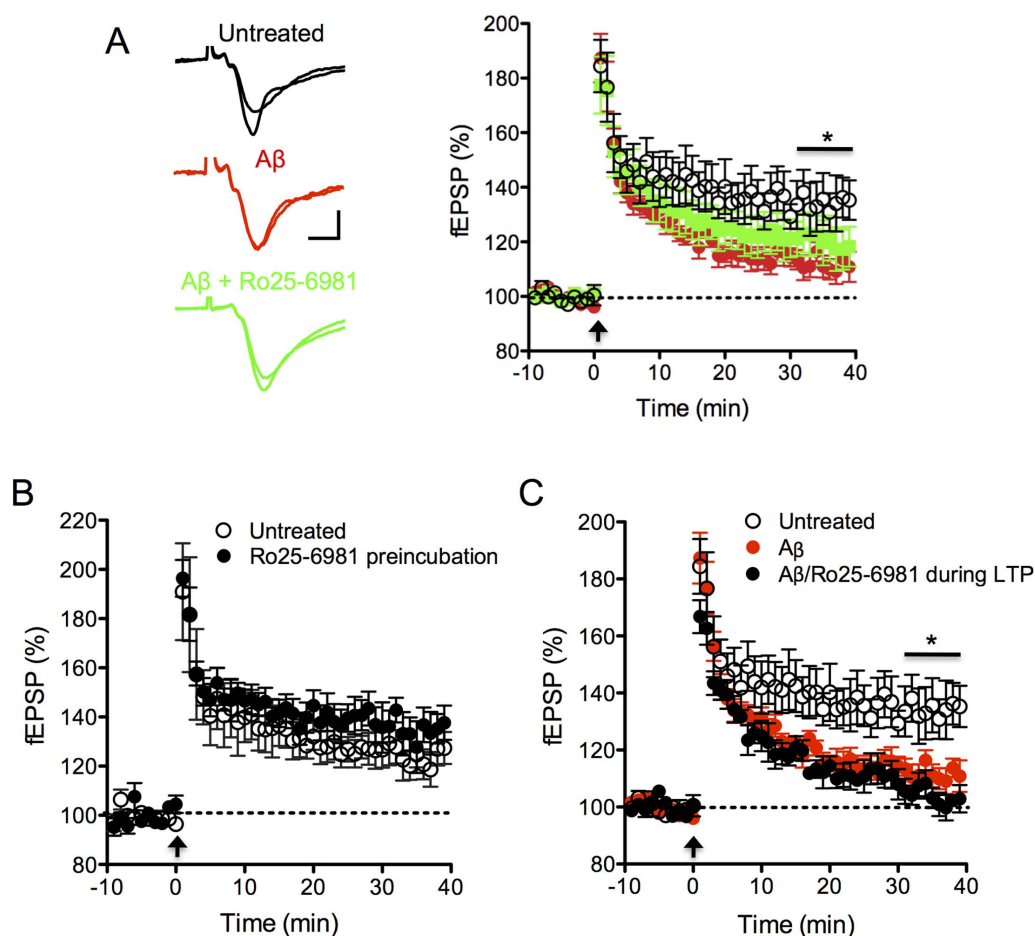 A
Untreated
Aβ
Aβ + Ro25-6981
fEPSP (%)
200
180
160
140
120
100
80
*
-10 0 10 20 30 40
Time (min)
B
Untreated
Ro25-6981 preincubation
fEPSP (%)
220
200
180
160
140
120
100
80
-10 0 10 20 30 40
Time (min)
C
Untreated
Aβ
Aβ/Ro25-6981 during LTP
fEPSP (%)
200
180
160
140
120
100
80
*
-10 0 10 20 30 40
Time (min)